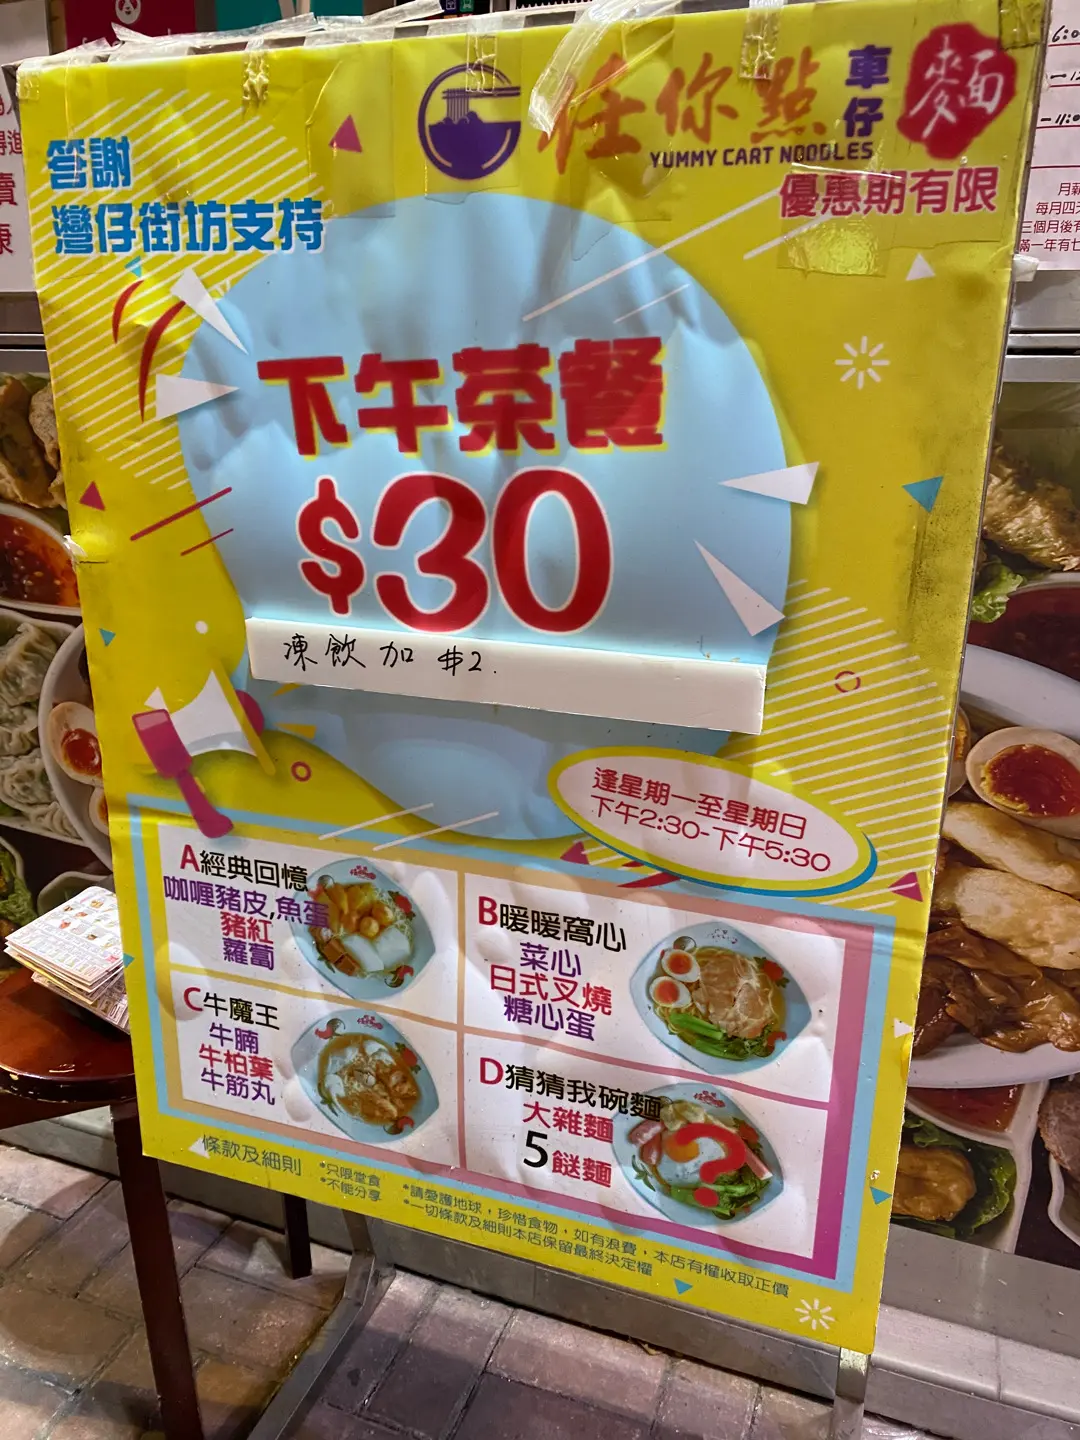 任你點
車仔
麵
YUMMY CART NOODLES
優惠期有限
答謝
灣仔街坊支持
下午茶餐
$30
凍飲加 $2.
逢星期一至星期日
下午2:30-下午5:30
A經典回憶
咖喱豬皮,魚蛋
豬紅
蘿蔔
B暖暖窩心
菜心
日式叉燒
糖心蛋
C牛魔王
牛腩
牛柏葉
牛筋丸
D猜猜我碗麵
大雜麵
5餸麵
?
條款及細則
*只限堂食
*不能分享
*請愛護地球，珍惜食物，如有浪費，本店有權收取正價
*一切條款及細則本店保留最終決定權